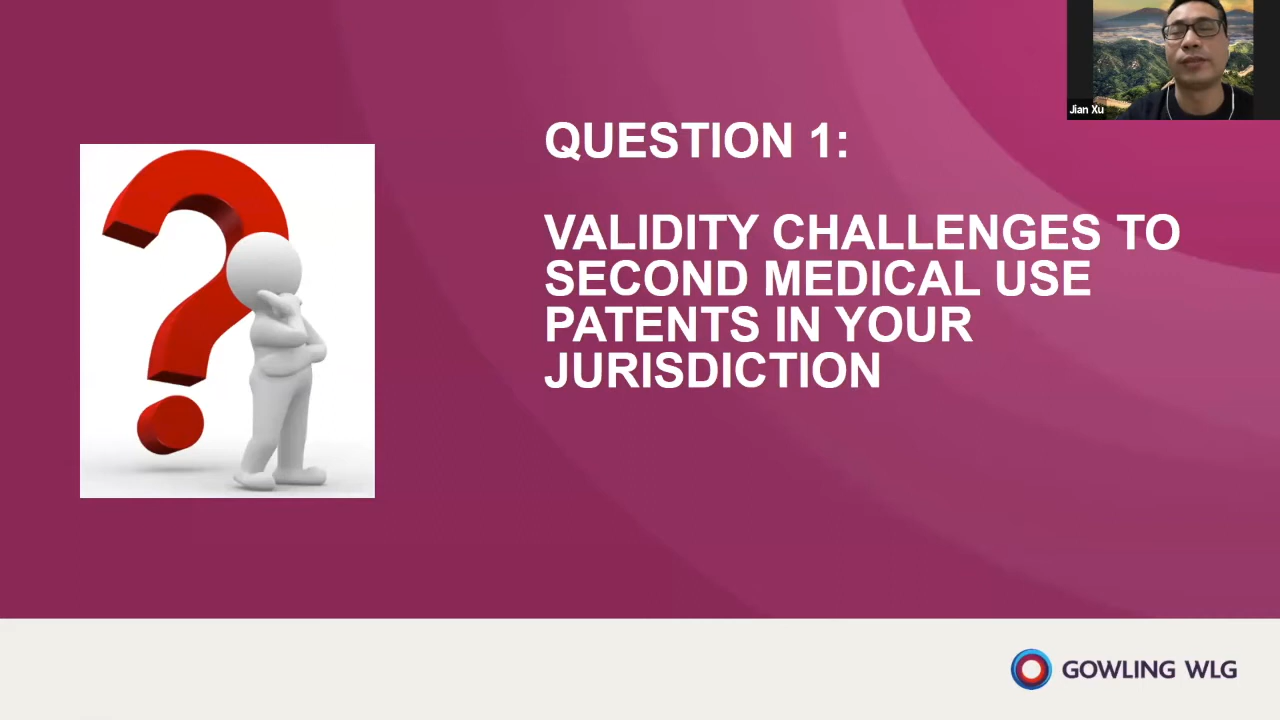 Jian Xu
QUESTION 1:
VALIDITY CHALLENGES TO
SECOND MEDICAL USE
PATENTS IN YOUR
JURISDICTION
GOWLING WLG